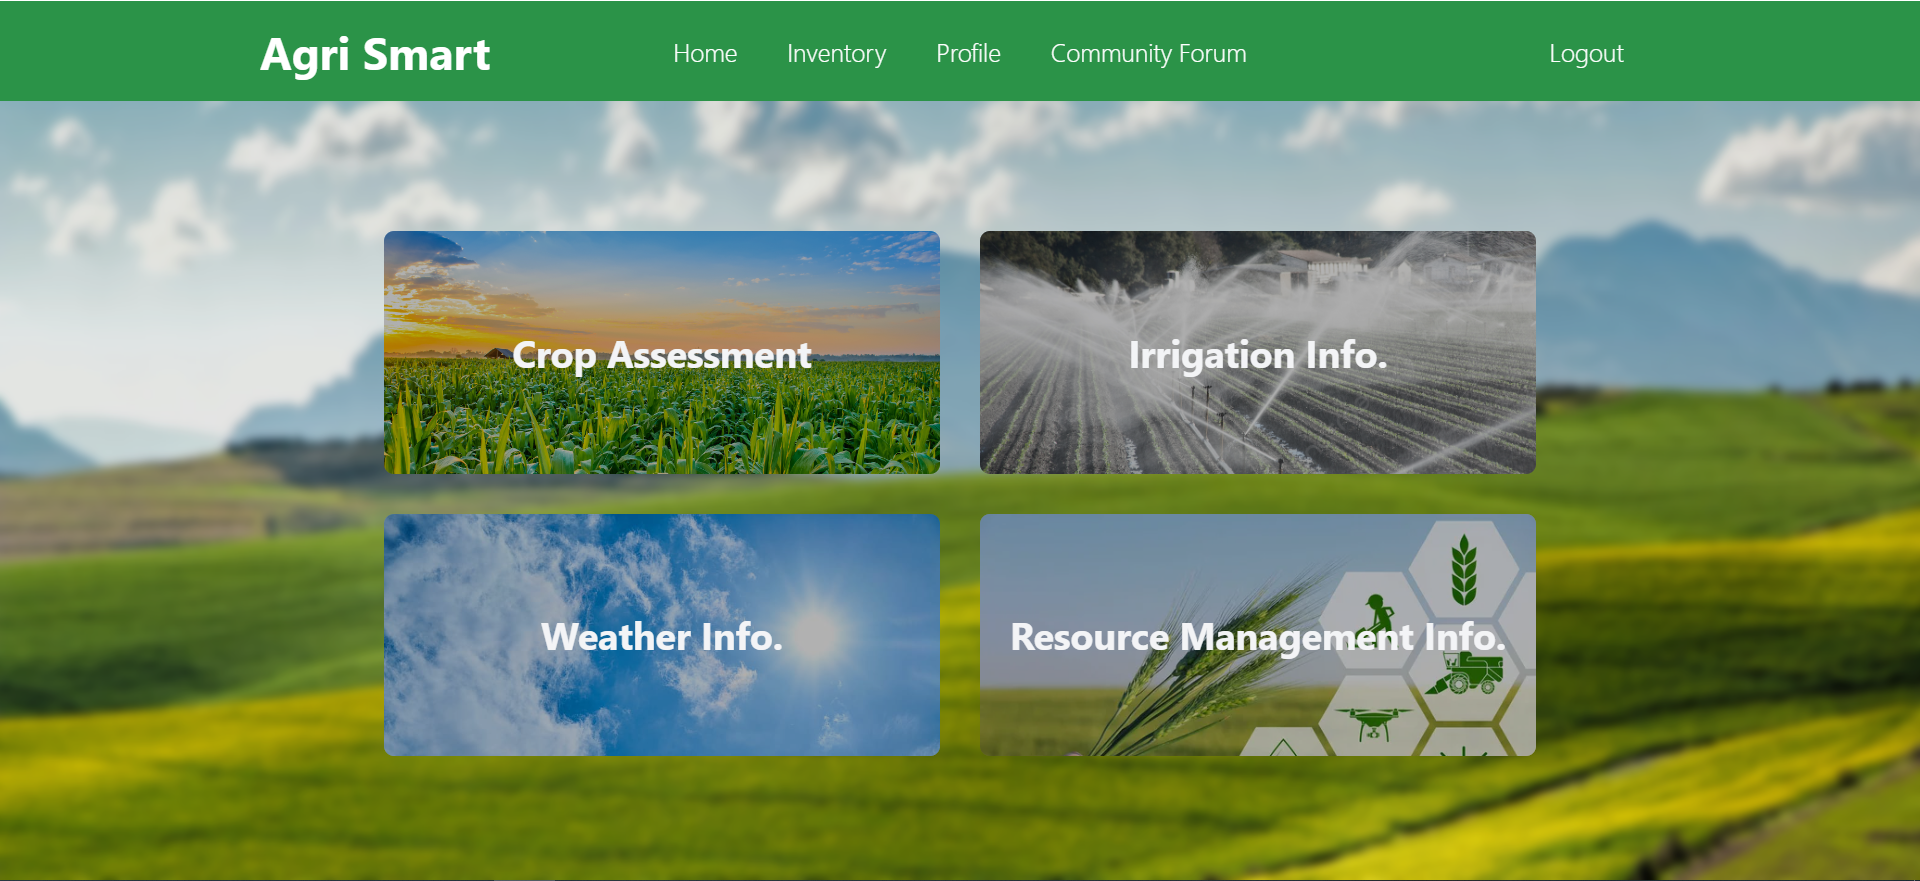 Agri Smart
Home Inventory Profile Community Forum Logout
Crop Assessment
Irrigation Info.
Weather Info.
Resource Management Info.